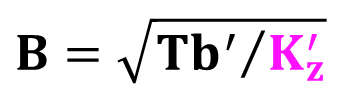 B = √Tb′/K′z